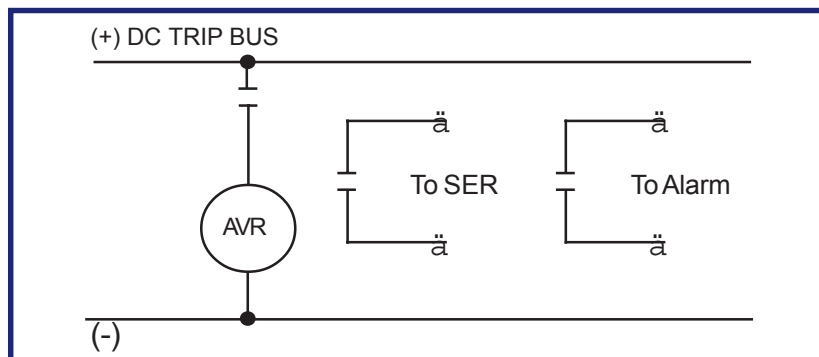 (+) DC TRIP BUS
ä ä
To SER To Alarm
AVR
ä ä
(-)